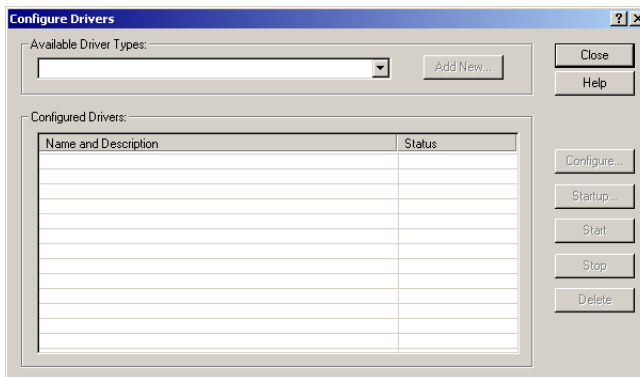 Configure Drivers
Available Driver Types:
Add New...
Close
Help
Configured Drivers:
Name and Description Status
Configure...
Startup...
Start
Stop
Delete